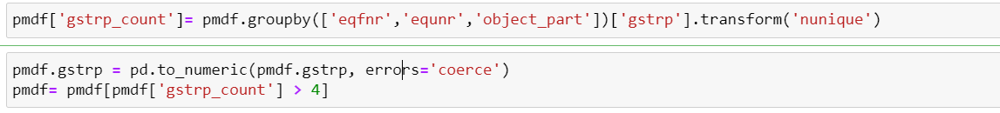 pmdf['gstrp_count']= pmdf.groupby(['eqfnr','equnr','object_part'])['gstrp'].transform('nunique')
pmdf.gstrp = pd.to_numeric(pmdf.gstrp, errors='coerce')
pmdf= pmdf[pmdf['gstrp_count'] > 4]